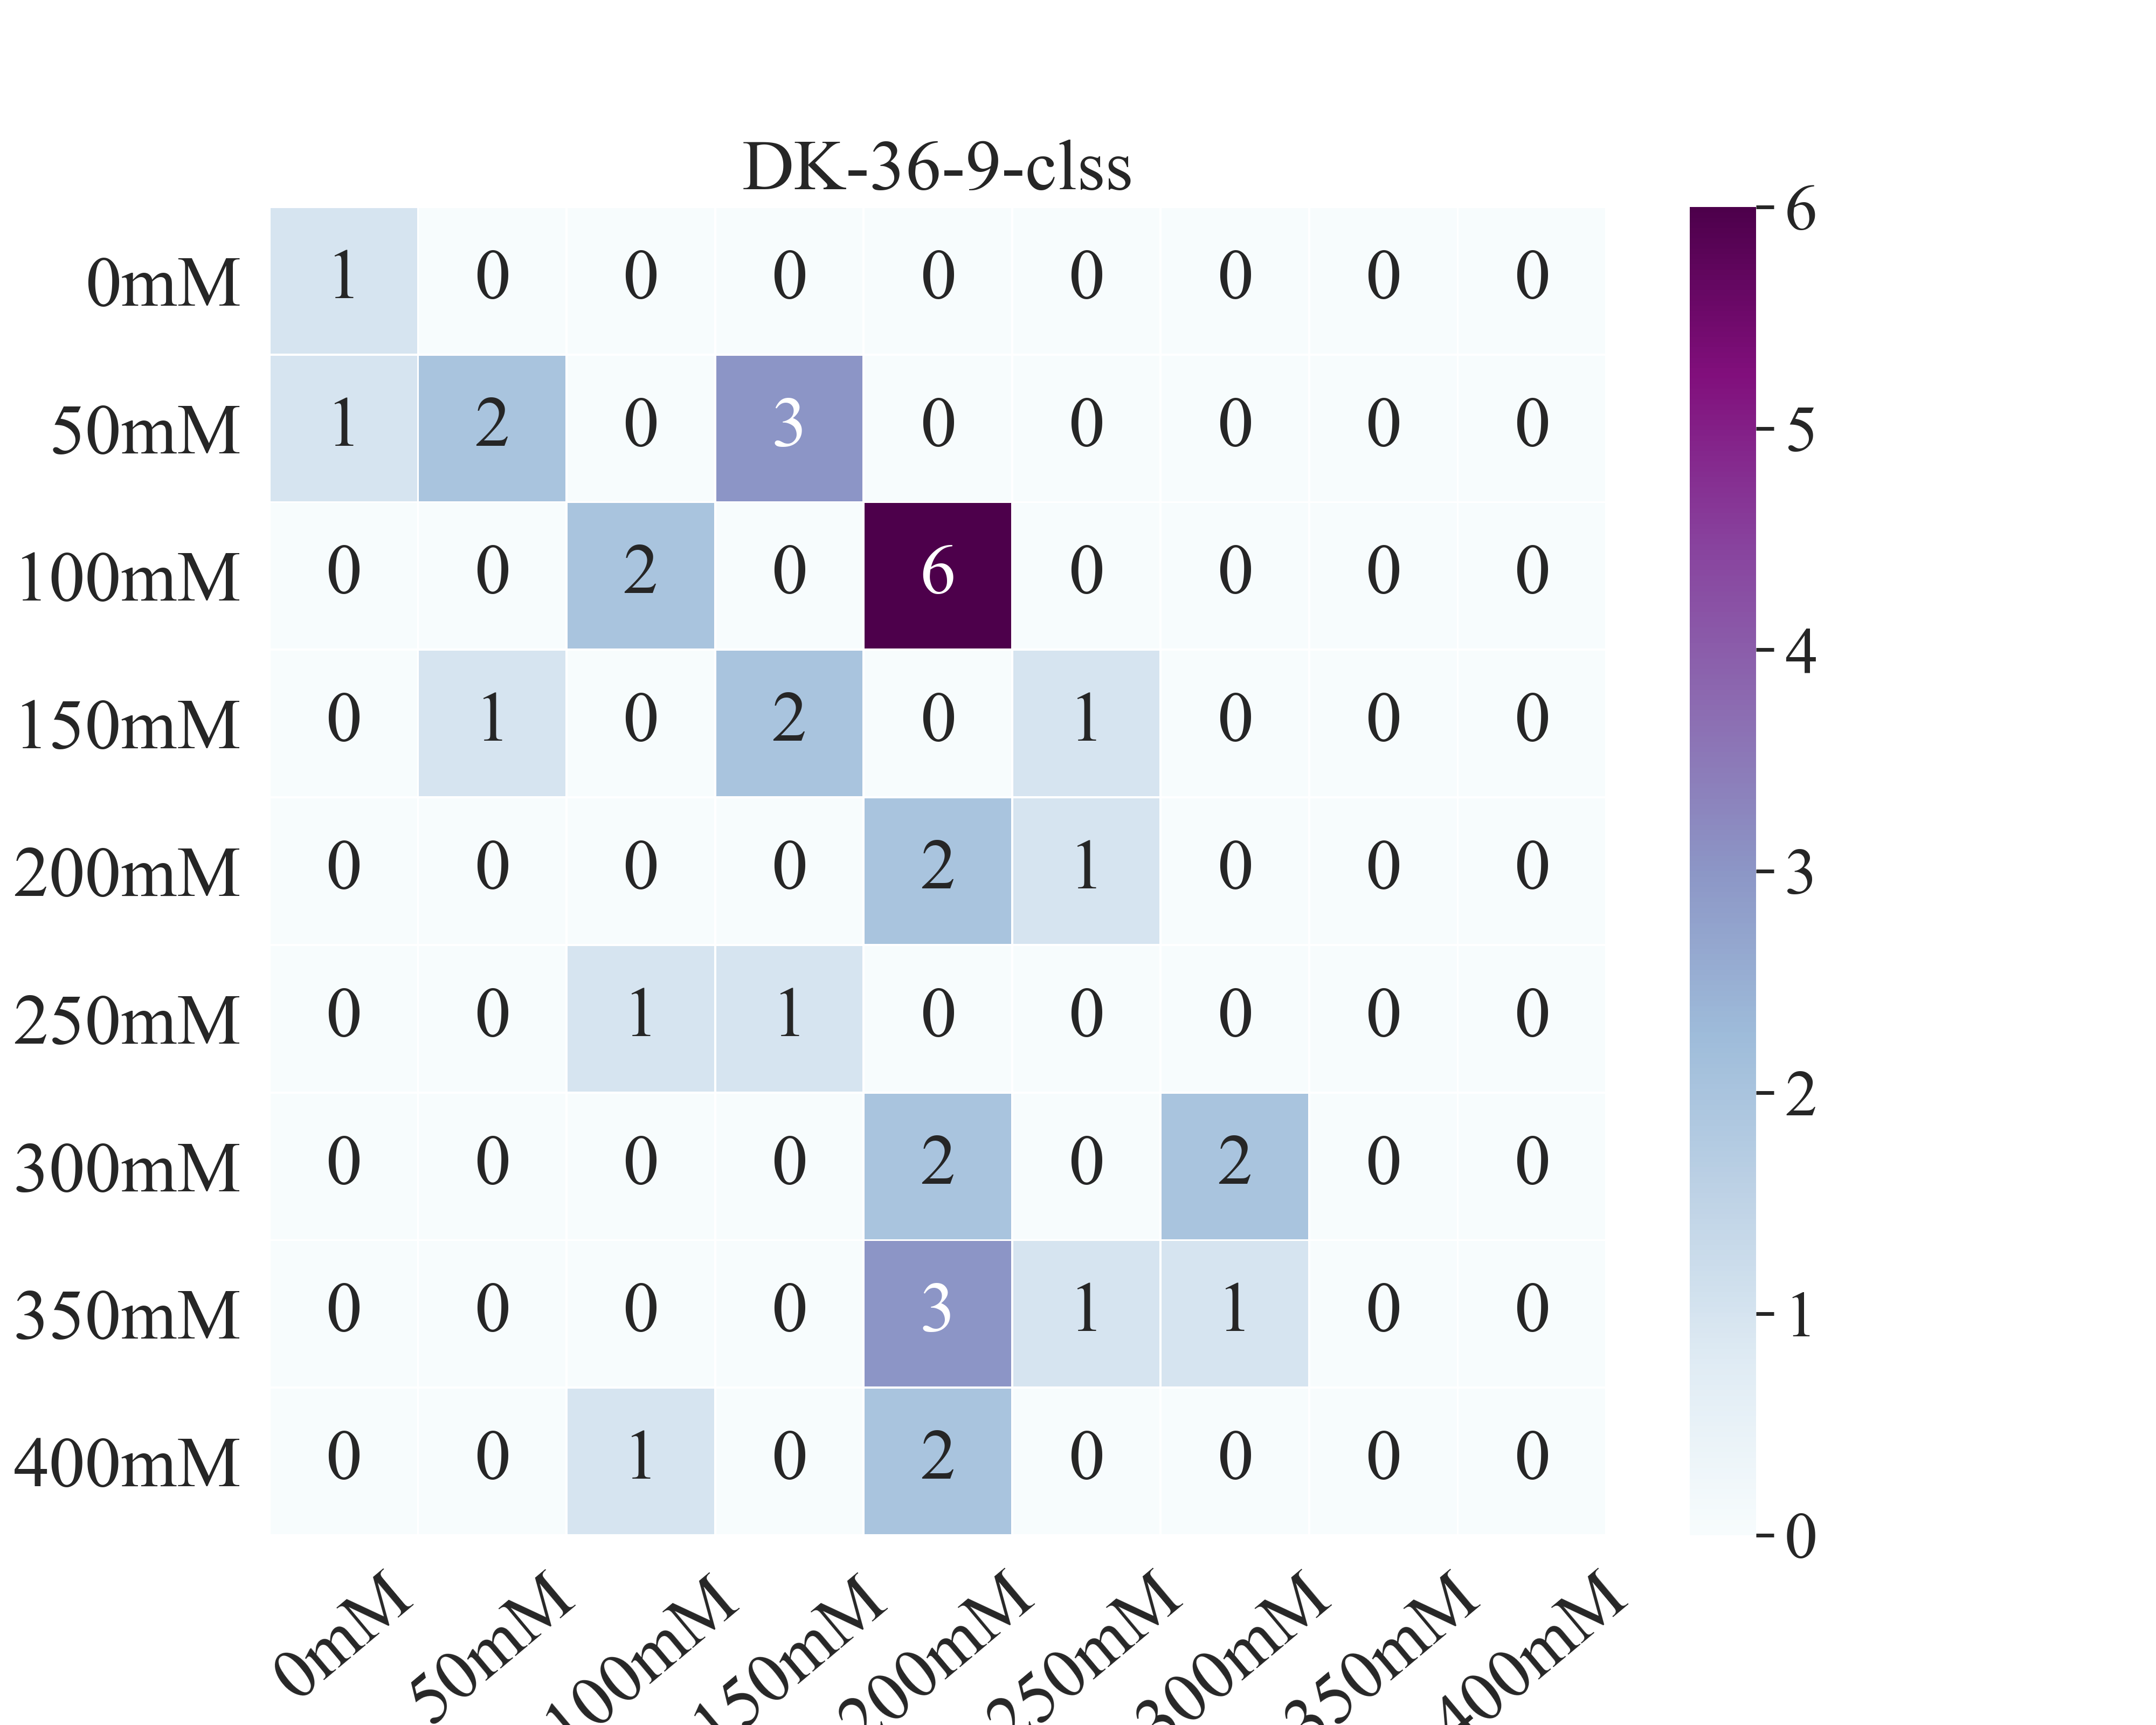 DK-36-9-clss
0mM 1 0 0 0 0 0 0 0 0
50mM 1 2 0 3 0 0 0 0 0
100mM 0 0 2 0 6 0 0 0 0
150mM 0 1 0 2 0 1 0 0 0
200mM 0 0 0 0 2 1 0 0 0
250mM 0 0 1 1 0 0 0 0 0
300mM 0 0 0 0 2 0 2 0 0
350mM 0 0 0 0 3 1 1 0 0
400mM 0 0 1 0 2 0 0 0 0
0mM 50mM 100mM 150mM 200mM 250mM 300mM 350mM 400mM
6
5
4
3
2
1
0